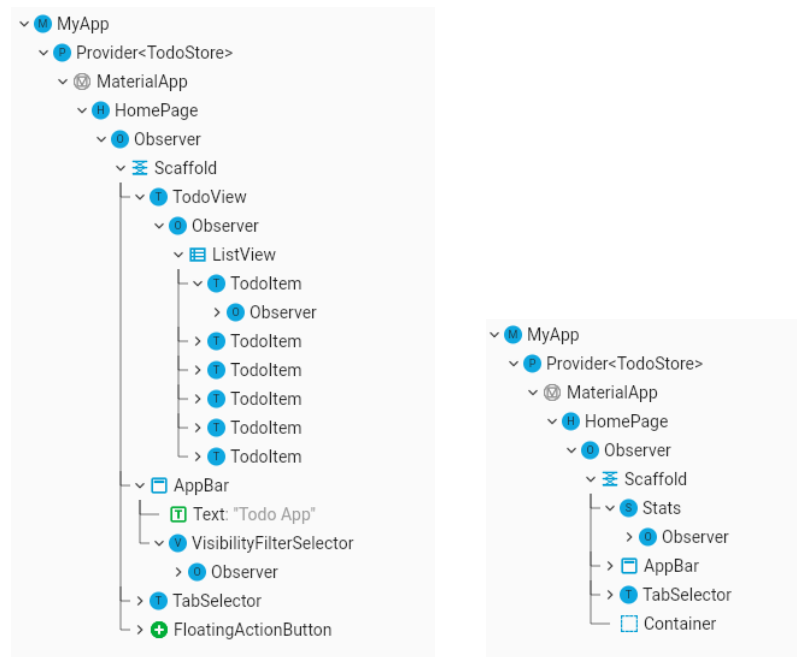 M MyApp
P Provider<TodoStore>
MaterialApp
H HomePage
O Observer
Scaffold
T TodoView
O Observer
ListView
T TodoItem
O Observer
T TodoItem
T TodoItem
T TodoItem
T TodoItem
T TodoItem
AppBar
T Text: "Todo App"
V VisibilityFilterSelector
O Observer
T TabSelector
FloatingActionButton
M MyApp
P Provider<TodoStore>
MaterialApp
H HomePage
O Observer
Scaffold
S Stats
O Observer
AppBar
T TabSelector
Container